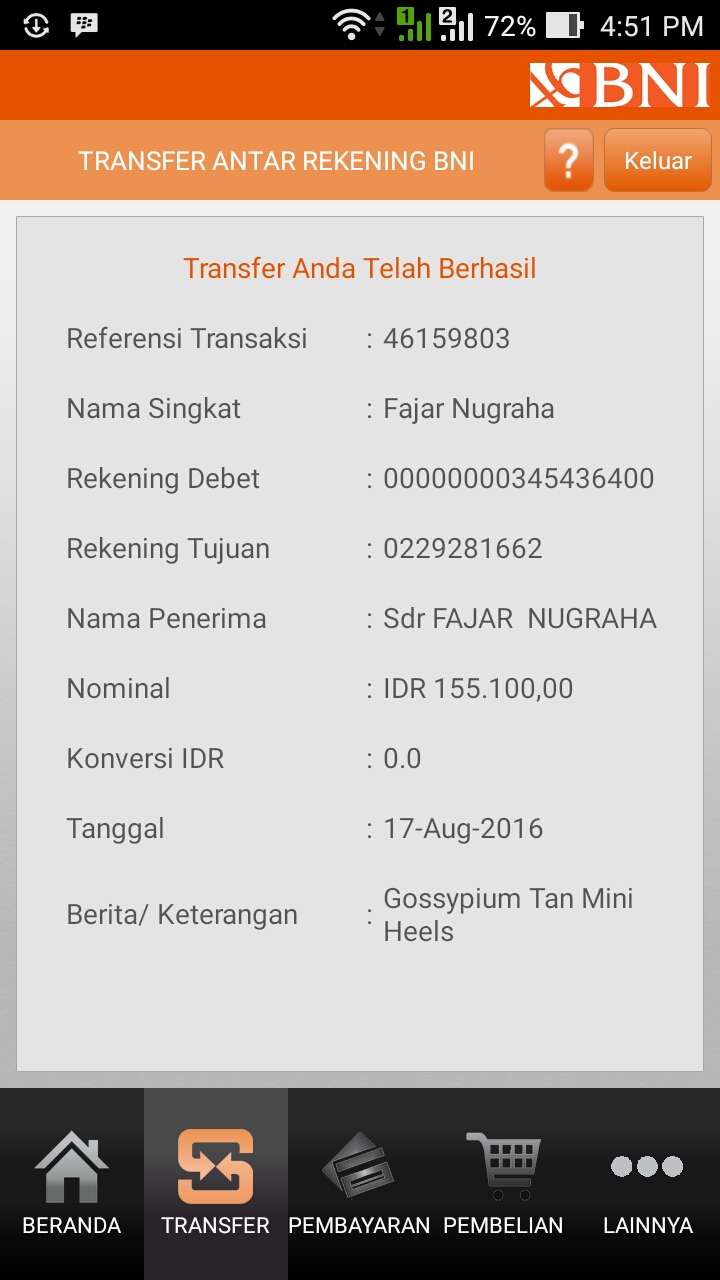 1 2 72% 4:51 PM
BNI
TRANSFER ANTAR REKENING BNI ? Keluar
Transfer Anda Telah Berhasil
Referensi Transaksi : 46159803
Nama Singkat : Fajar Nugraha
Rekening Debet : 00000000345436400
Rekening Tujuan : 0229281662
Nama Penerima : Sdr FAJAR  NUGRAHA
Nominal : IDR 155.100,00
Konversi IDR : 0.0
Tanggal : 17-Aug-2016
Berita/ Keterangan : Gossypium Tan Mini
Heels
BERANDA TRANSFER PEMBAYARAN PEMBELIAN LAINNYA